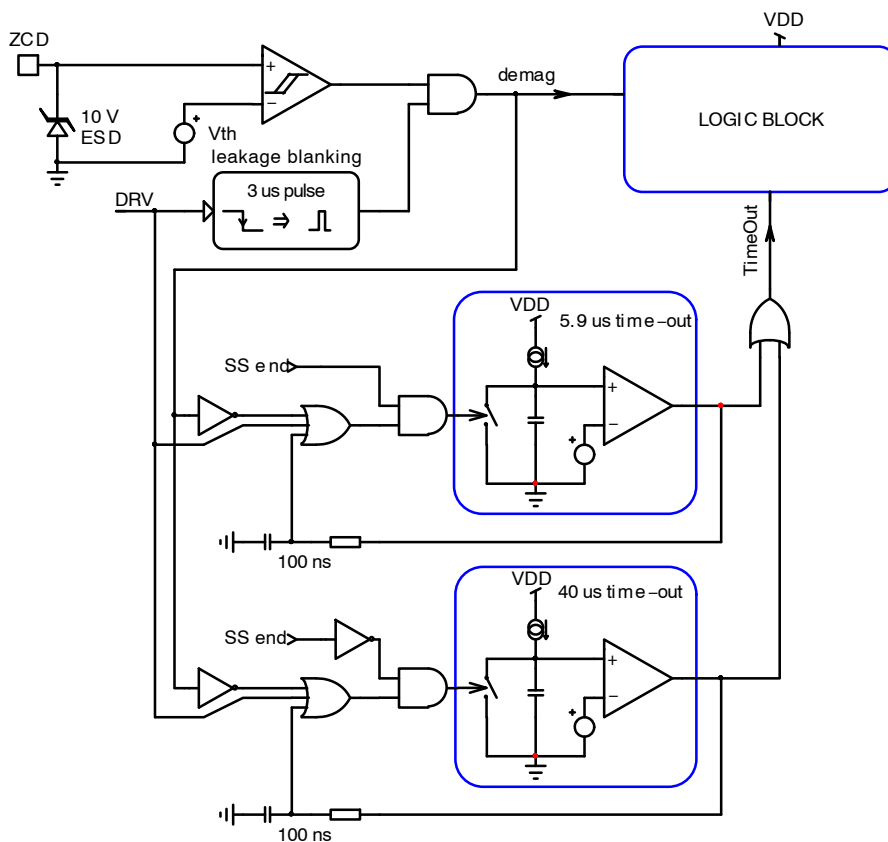 VDD
ZCD
+
demag
−
LOGIC BLOCK
10 V
ESD
+
Vth
leakage blanking
3 us pulse
DRV
⇒
TimeOut
VDD
5.9 us time−out
SS end
+
−
+
100 ns
VDD
40 us time−out
SS end
+
−
+
100 ns